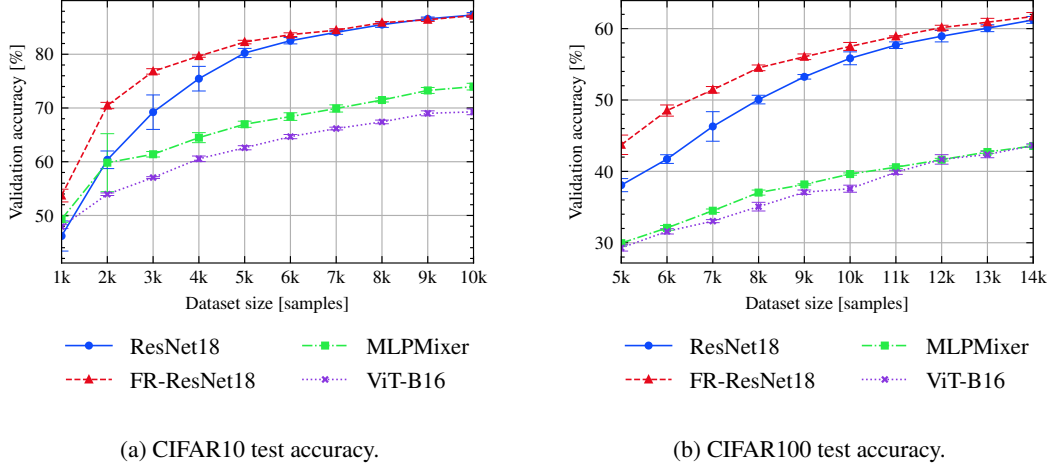 80
70
60
50
Validation accuracy [%]
1k 2k 3k 4k 5k 6k 7k 8k 9k 10k
Dataset size [samples]
ResNet18
MLPMixer
FR-ResNet18
ViT-B16
(a) CIFAR10 test accuracy.
60
50
40
30
Validation accuracy [%]
5k 6k 7k 8k 9k 10k 11k 12k 13k 14k
Dataset size [samples]
ResNet18
MLPMixer
FR-ResNet18
ViT-B16
(b) CIFAR100 test accuracy.